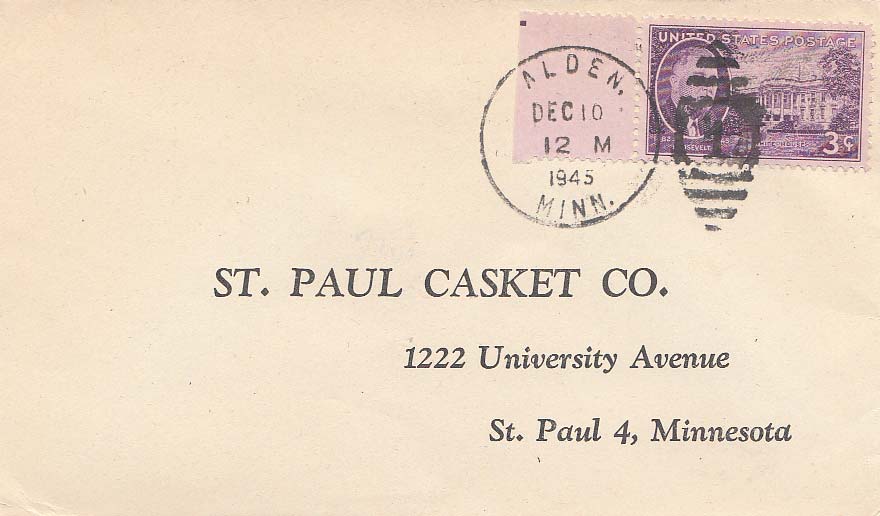 UNITED STATES POSTAGE
3¢
ALDEN,
DEC 10
12 M
1945
MINN.
ST. PAUL CASKET CO.
1222 University Avenue
St. Paul 4, Minnesota